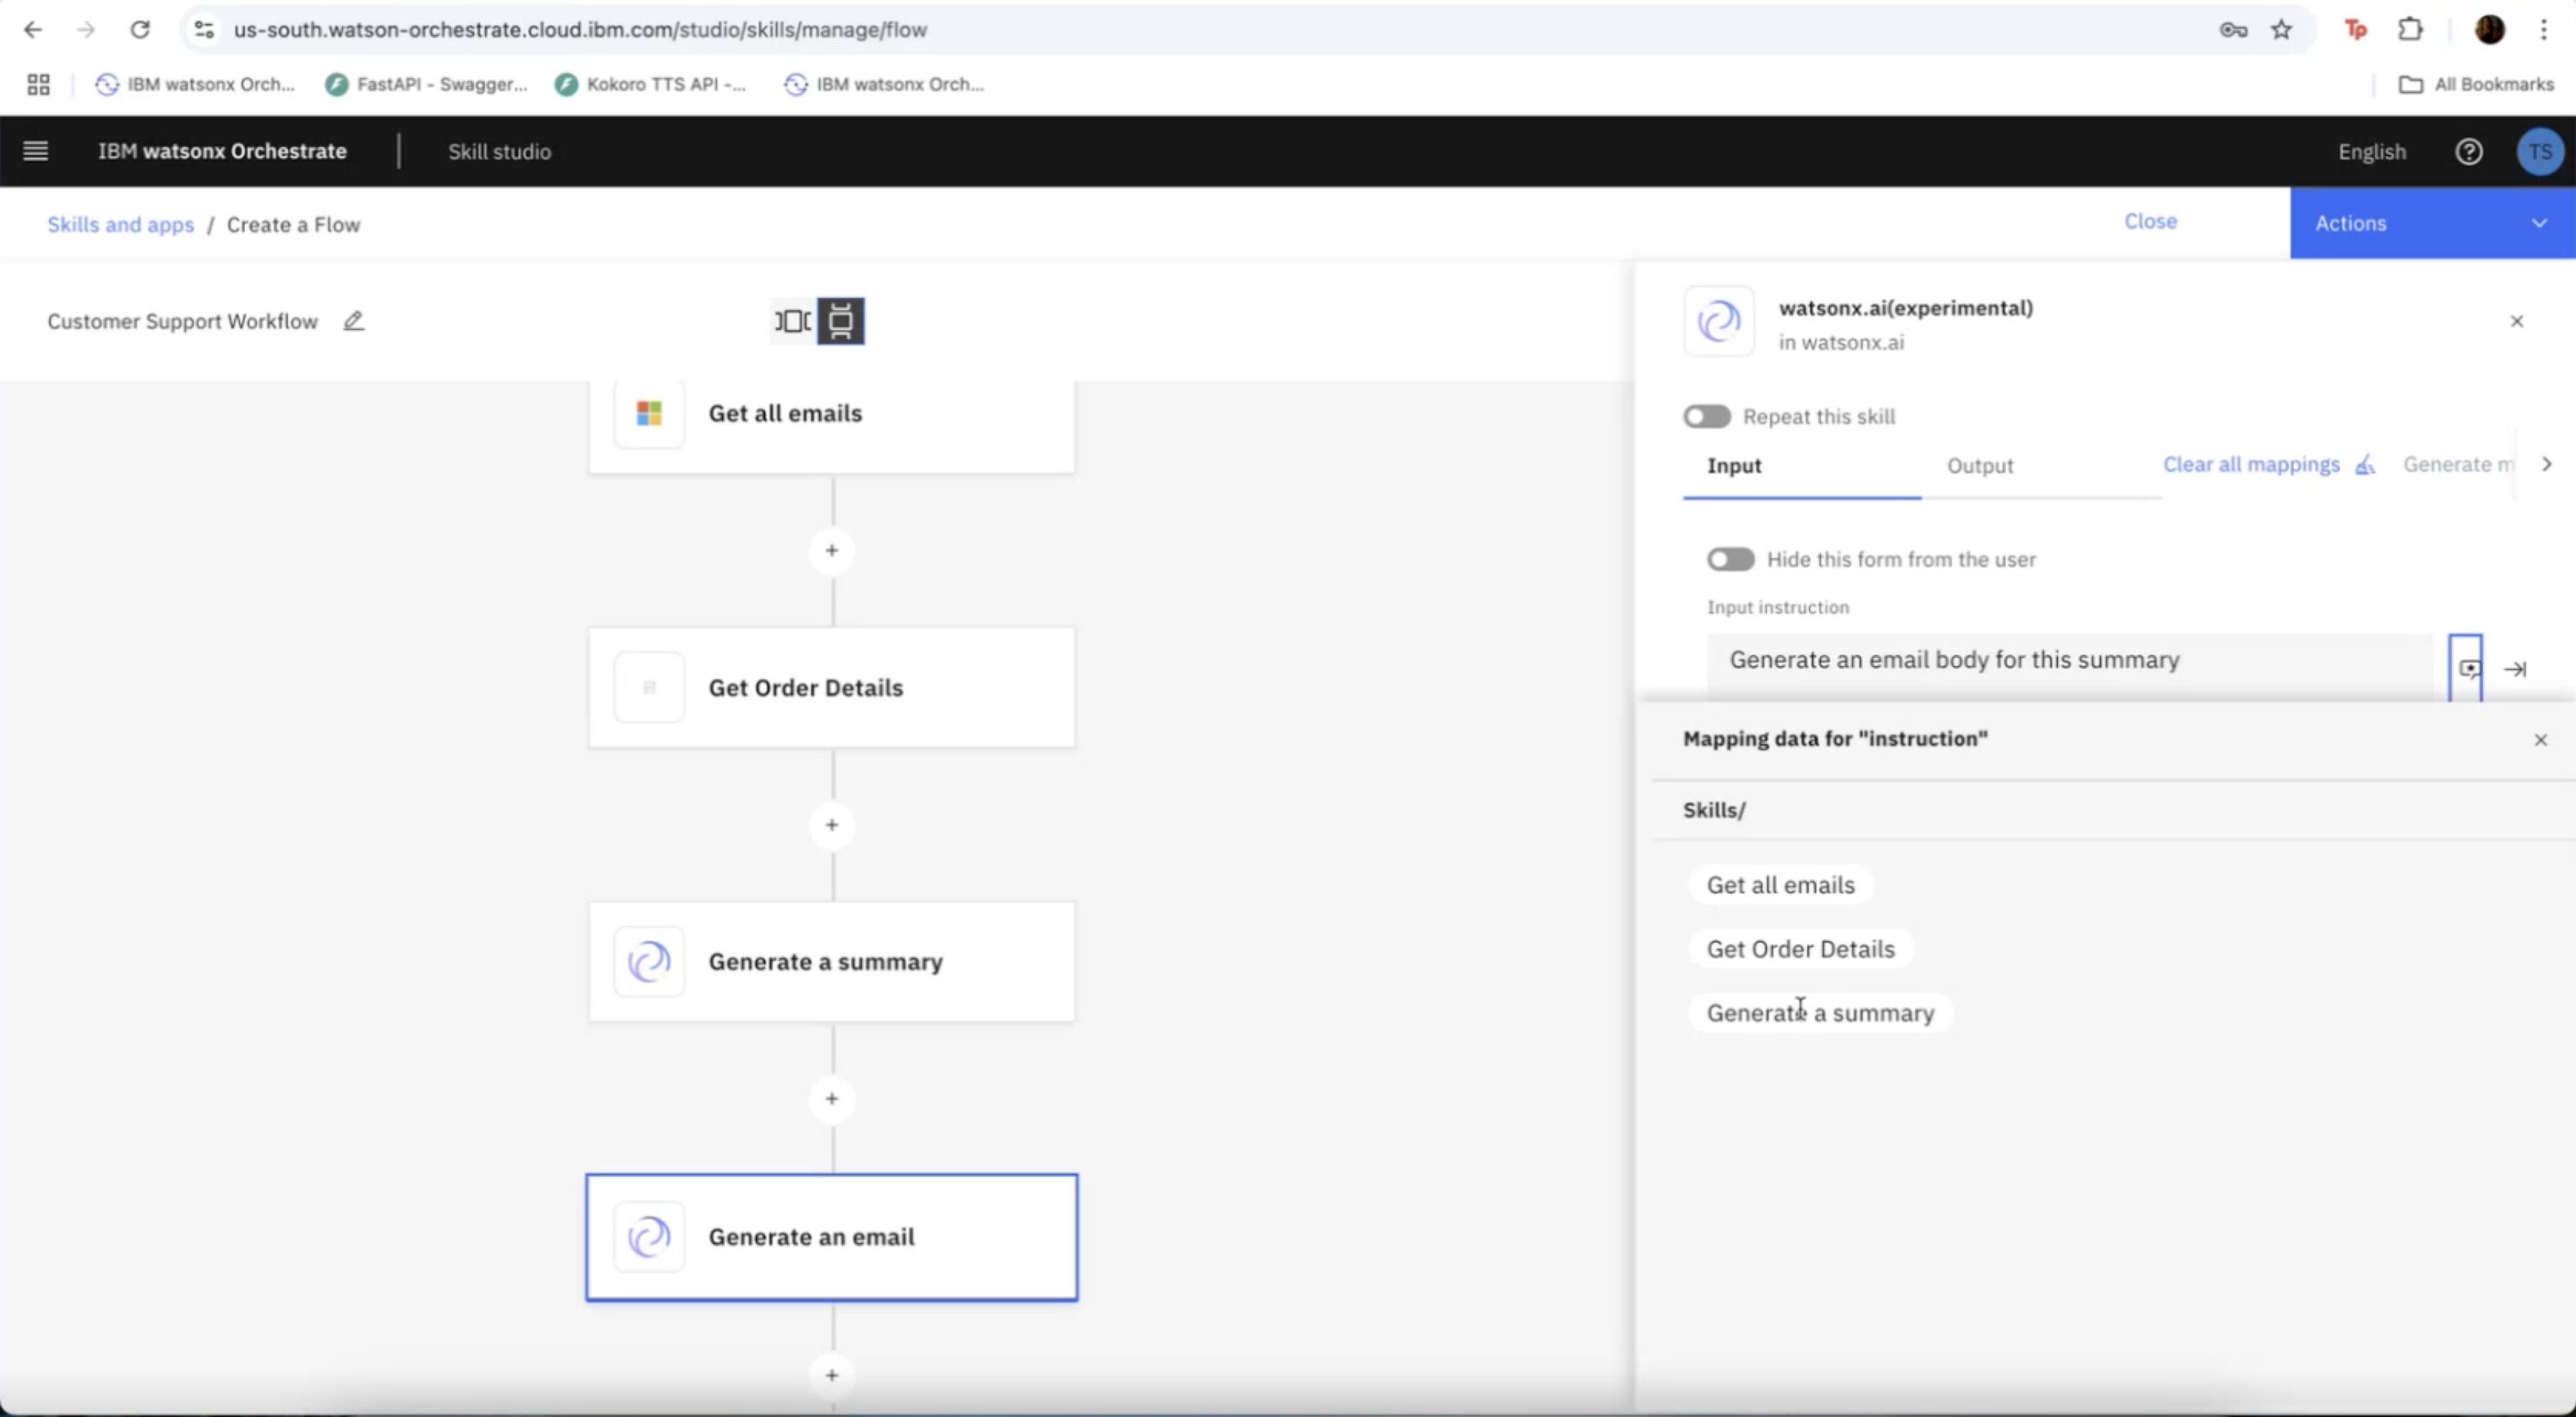 us-south.watson-orchestrate.cloud.ibm.com/studio/skills/manage/flow
Tp
IBM watsonx Orch...
FastAPI - Swagger...
Kokoro TTS API -...
IBM watsonx Orch...
All Bookmarks
IBM watsonx Orchestrate
Skill studio
English
TS
Skills and apps / Create a Flow
Close
Actions
Customer Support Workflow
watsonx.ai(experimental)
in watsonx.ai
Repeat this skill
Input
Output
Clear all mappings
Generate m
Hide this form from the user
Input instruction
Generate an email body for this summary
Mapping data for "instruction"
Skills/
Get all emails
Get Order Details
Generate a summary
Get all emails
Get Order Details
Generate a summary
Generate an email